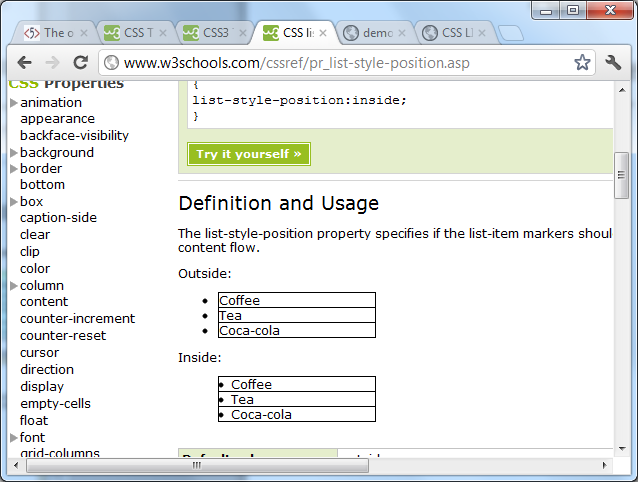 The o
CSS T
CSS3
CSS lis
demo
CSS LI
www.w3schools.com/cssref/pr_list-style-position.asp
CSS Properties
animation
appearance
backface-visibility
background
border
bottom
box
caption-side
clear
clip
color
column
content
counter-increment
counter-reset
cursor
direction
display
empty-cells
float
font
grid-columns
{
list-style-position:inside;
}
Try it yourself »
Definition and Usage
The list-style-position property specifies if the list-item markers shoul
content flow.
Outside:
• Coffee
• Tea
• Coca-cola
Inside:
• Coffee
• Tea
• Coca-cola